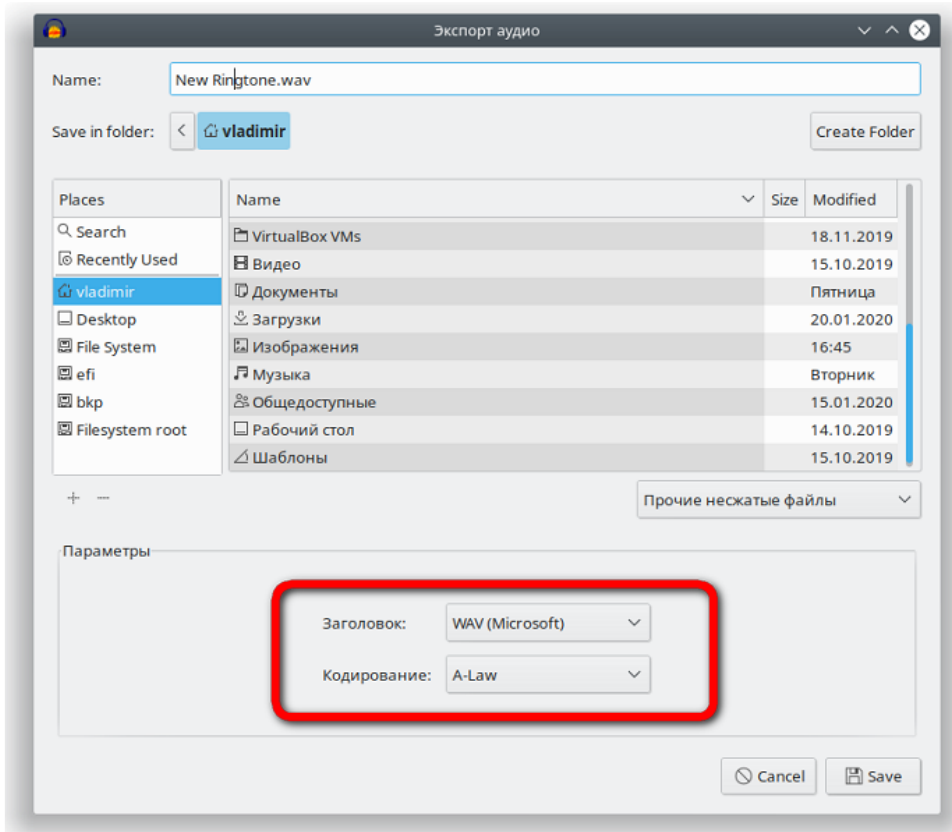 Экспорт аудио
Name: New Ringtone.wav
Save in folder: vladimir Create Folder
Places Name Size Modified
Search
Recently Used
vladimir
Desktop
File System
efi
bkp
Filesystem root
VirtualBox VMs 18.11.2019
Видео 15.10.2019
Документы Пятница
Загрузки 20.01.2020
Изображения 16:45
Музыка Вторник
Общедоступные 15.01.2020
Рабочий стол 14.10.2019
Шаблоны 15.10.2019
Прочие несжатые файлы
Параметры
Заголовок: WAV (Microsoft)
Кодирование: A-Law
Cancel Save